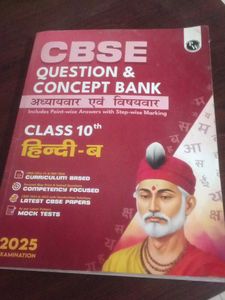 CBSE
QUESTION &
CONCEPT BANK
अध्यायवार एवं विषयवार
Includes Point-wise Answers with Step-wise Marking
CLASS 10th
हिन्दी-ब
CURRICULUM BASED
COMPETENCY FOCUSED
LATEST CBSE PAPERS
MOCK TESTS
2025
EXAMINATION